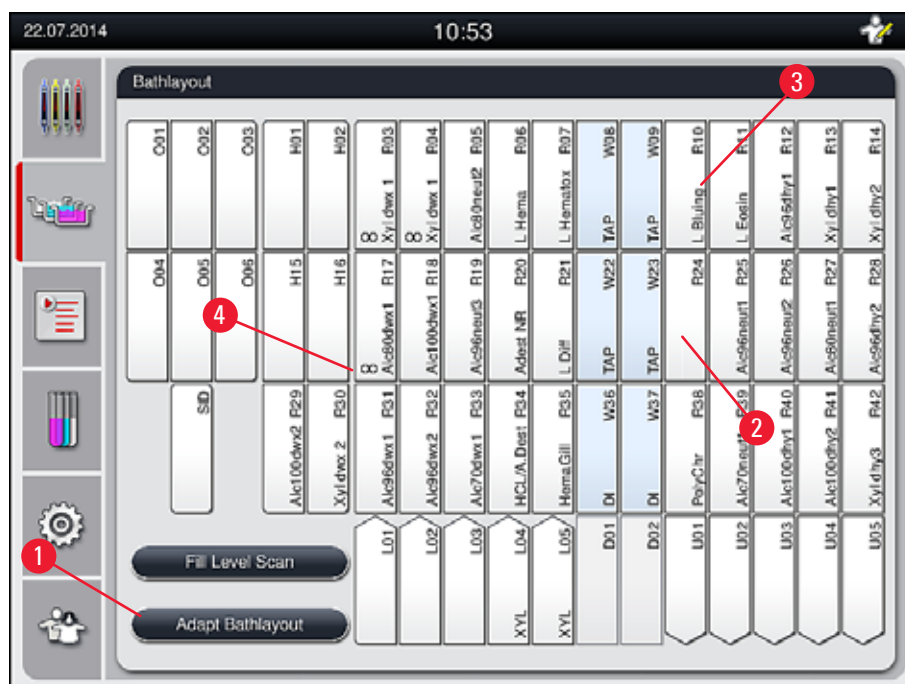 22.07.2014
10:53
Bathlayout
3
O01
O02
O03
H01
H02
R03
∞ Xyl dwx 1
R04
∞ Xyl dwx 1
R05
Alc80neut2
R06
L Hema
R07
L Hematox
W08
TAP
W09
TAP
R10
L Bluing
R11
L Eosin
R12
Alc95dhy1
R13
Xyl dhy1
R14
Xyl dhy2
O04
O05
O06
H15
H16
4
R17
∞ Alc80dwx1
R18
Alc100dwx1
R19
Alc96neut3
R20
Adest NR
R21
L Diff
W22
TAP
W23
TAP
R24
R25
Alc96neut1
R26
Alc96neut2
R27
Alc80neut1
R28
Alc96dhy2
2
SID
R29
Alc100dwx2
R30
Xyl dwx 2
R31
Alc96dwx1
R32
Alc96dwx2
R33
Alc70dwx1
R34
HCL/A.Dest
R35
HemaGill
W36
DI
W37
DI
R38
PolyChr
R39
R40
Alc100dhy1
R41
Alc100dhy2
R42
Xyl dhy3
L01
L02
L03
L04
XYL
L05
XYL
D01
D02
U01
U02
U03
U04
U05
1
Fill Level Scan
Adapt Bathlayout